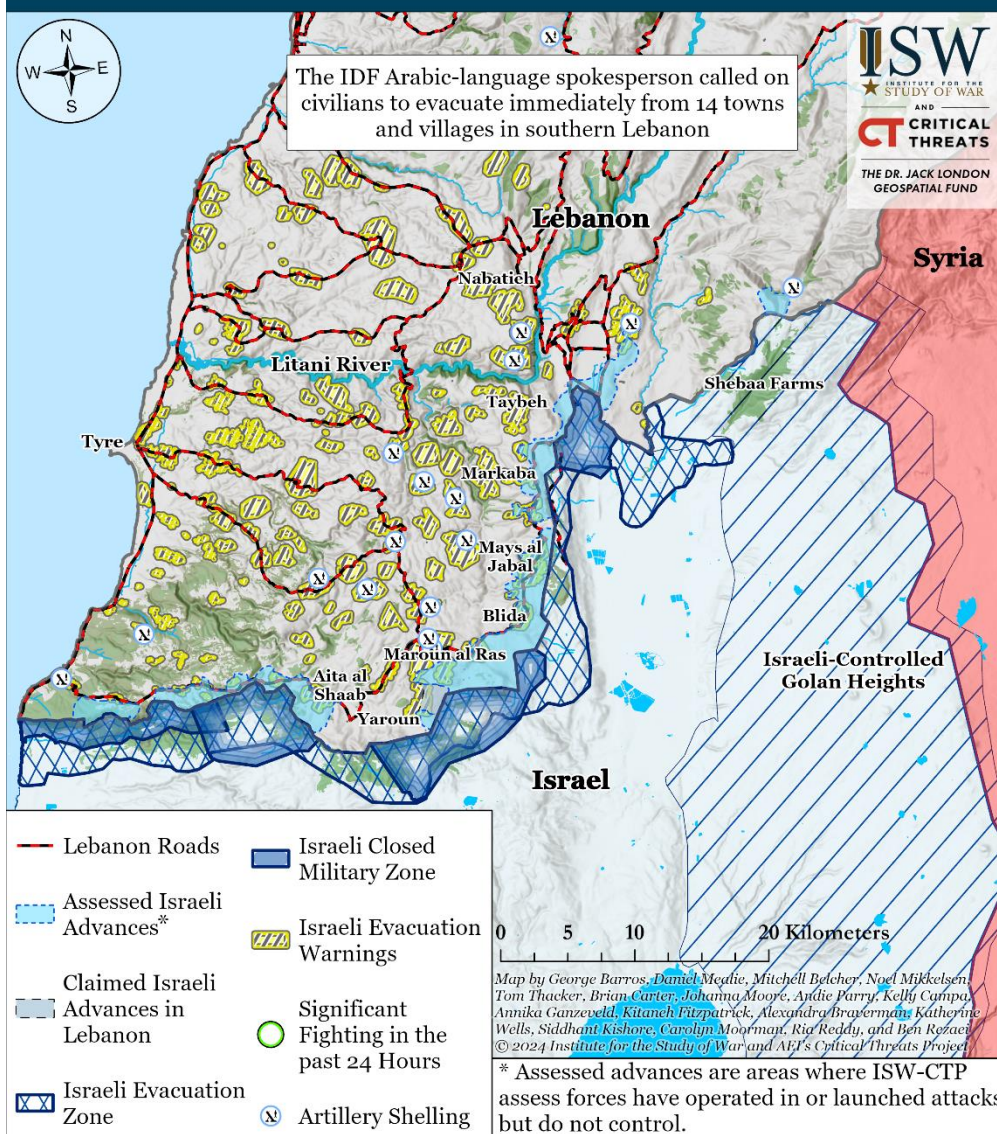 N
W E
S
The IDF Arabic-language spokesperson called on
civilians to evacuate immediately from 14 towns
and villages in southern Lebanon
ISW
INSTITUTE FOR THE
STUDY OF WAR
AND
CT CRITICAL
THREATS
THE DR. JACK LONDON
GEOSPATIAL FUND
Lebanon
Syria
Nabatieh
Litani River
Shebaa Farms
Taybeh
Tyre
Markaba
Mays al
Jabal
Blida
Maroun al Ras
Aita al
Shaab
Yaroun
Israeli-Controlled
Golan Heights
Israel
Lebanon Roads
Assessed Israeli
Advances*
Claimed Israeli
Advances in
Lebanon
Israeli Evacuation
Zone
Israeli Closed
Military Zone
Israeli Evacuation
Warnings
Significant
Fighting in the
past 24 Hours
Artillery Shelling
0 5 10 20 Kilometers
Map by George Barros, Daniel Mealie, Mitchell Belcher, Noel Mikkelsen,
Tom Thacker, Brian Carter, Johanna Moore, Andie Parry, Kelly Campa,
Annika Ganzeveld, Kitaneh Fitzpatrick, Alexandra Braverman, Katherine
Wells, Siddhant Kishore, Carolyn Moorman, Ria Reddy, and Ben Rezaei
© 2024 Institute for the Study of War and AEI's Critical Threats Project
* Assessed advances are areas where ISW-CTP
assess forces have operated in or launched attacks
but do not control.